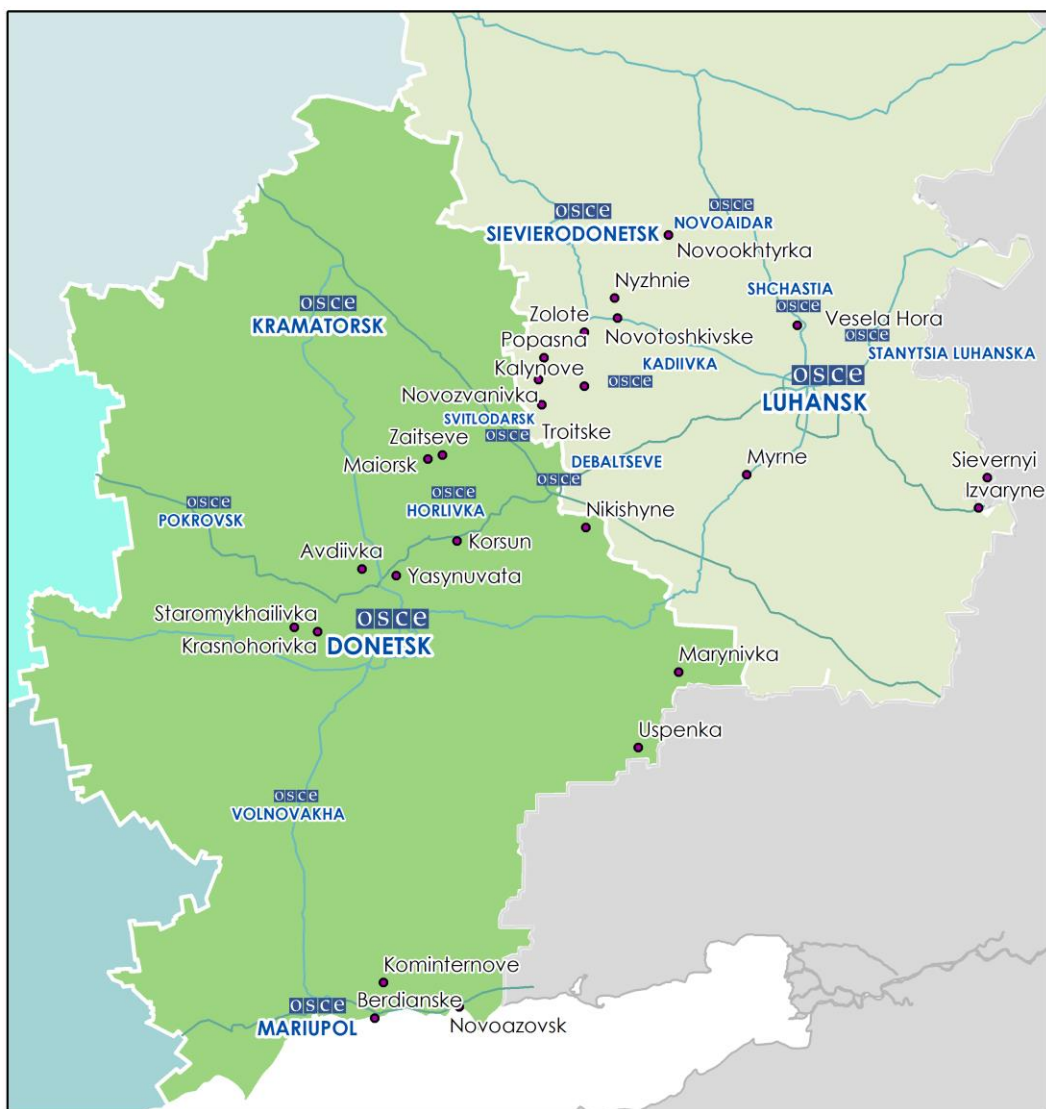 osce
NOVOAIDAR
osce
SIEVIERODONETSK
Novookhtyrka
Nyzhnie
SHCHASTIA
osce
osce
KRAMATORSK
Zolote
Novotoshkivske
Vesela Hora
osce
STANYTSIA LUHANSKA
Popasna
Kalynove
osce
KADIIVKA
osce
LUHANSK
Novozvanivka
SVITLODARSK
osce
Troitske
Zaitseve
Maiorsk
DEBALTSEVE
osce
Myrne
Sievernyi
Izvaryne
osce
POKROVSK
osce
HORLIVKA
Nikishyne
Korsun
Avdiivka
Yasynuvata
Staromykhailivka
Krasnohorivka
osce
DONETSK
Marynivka
Uspenka
osce
VOLNOVAKHA
Kominternove
osce
MARIUPOL
Berdianske
Novoazovsk